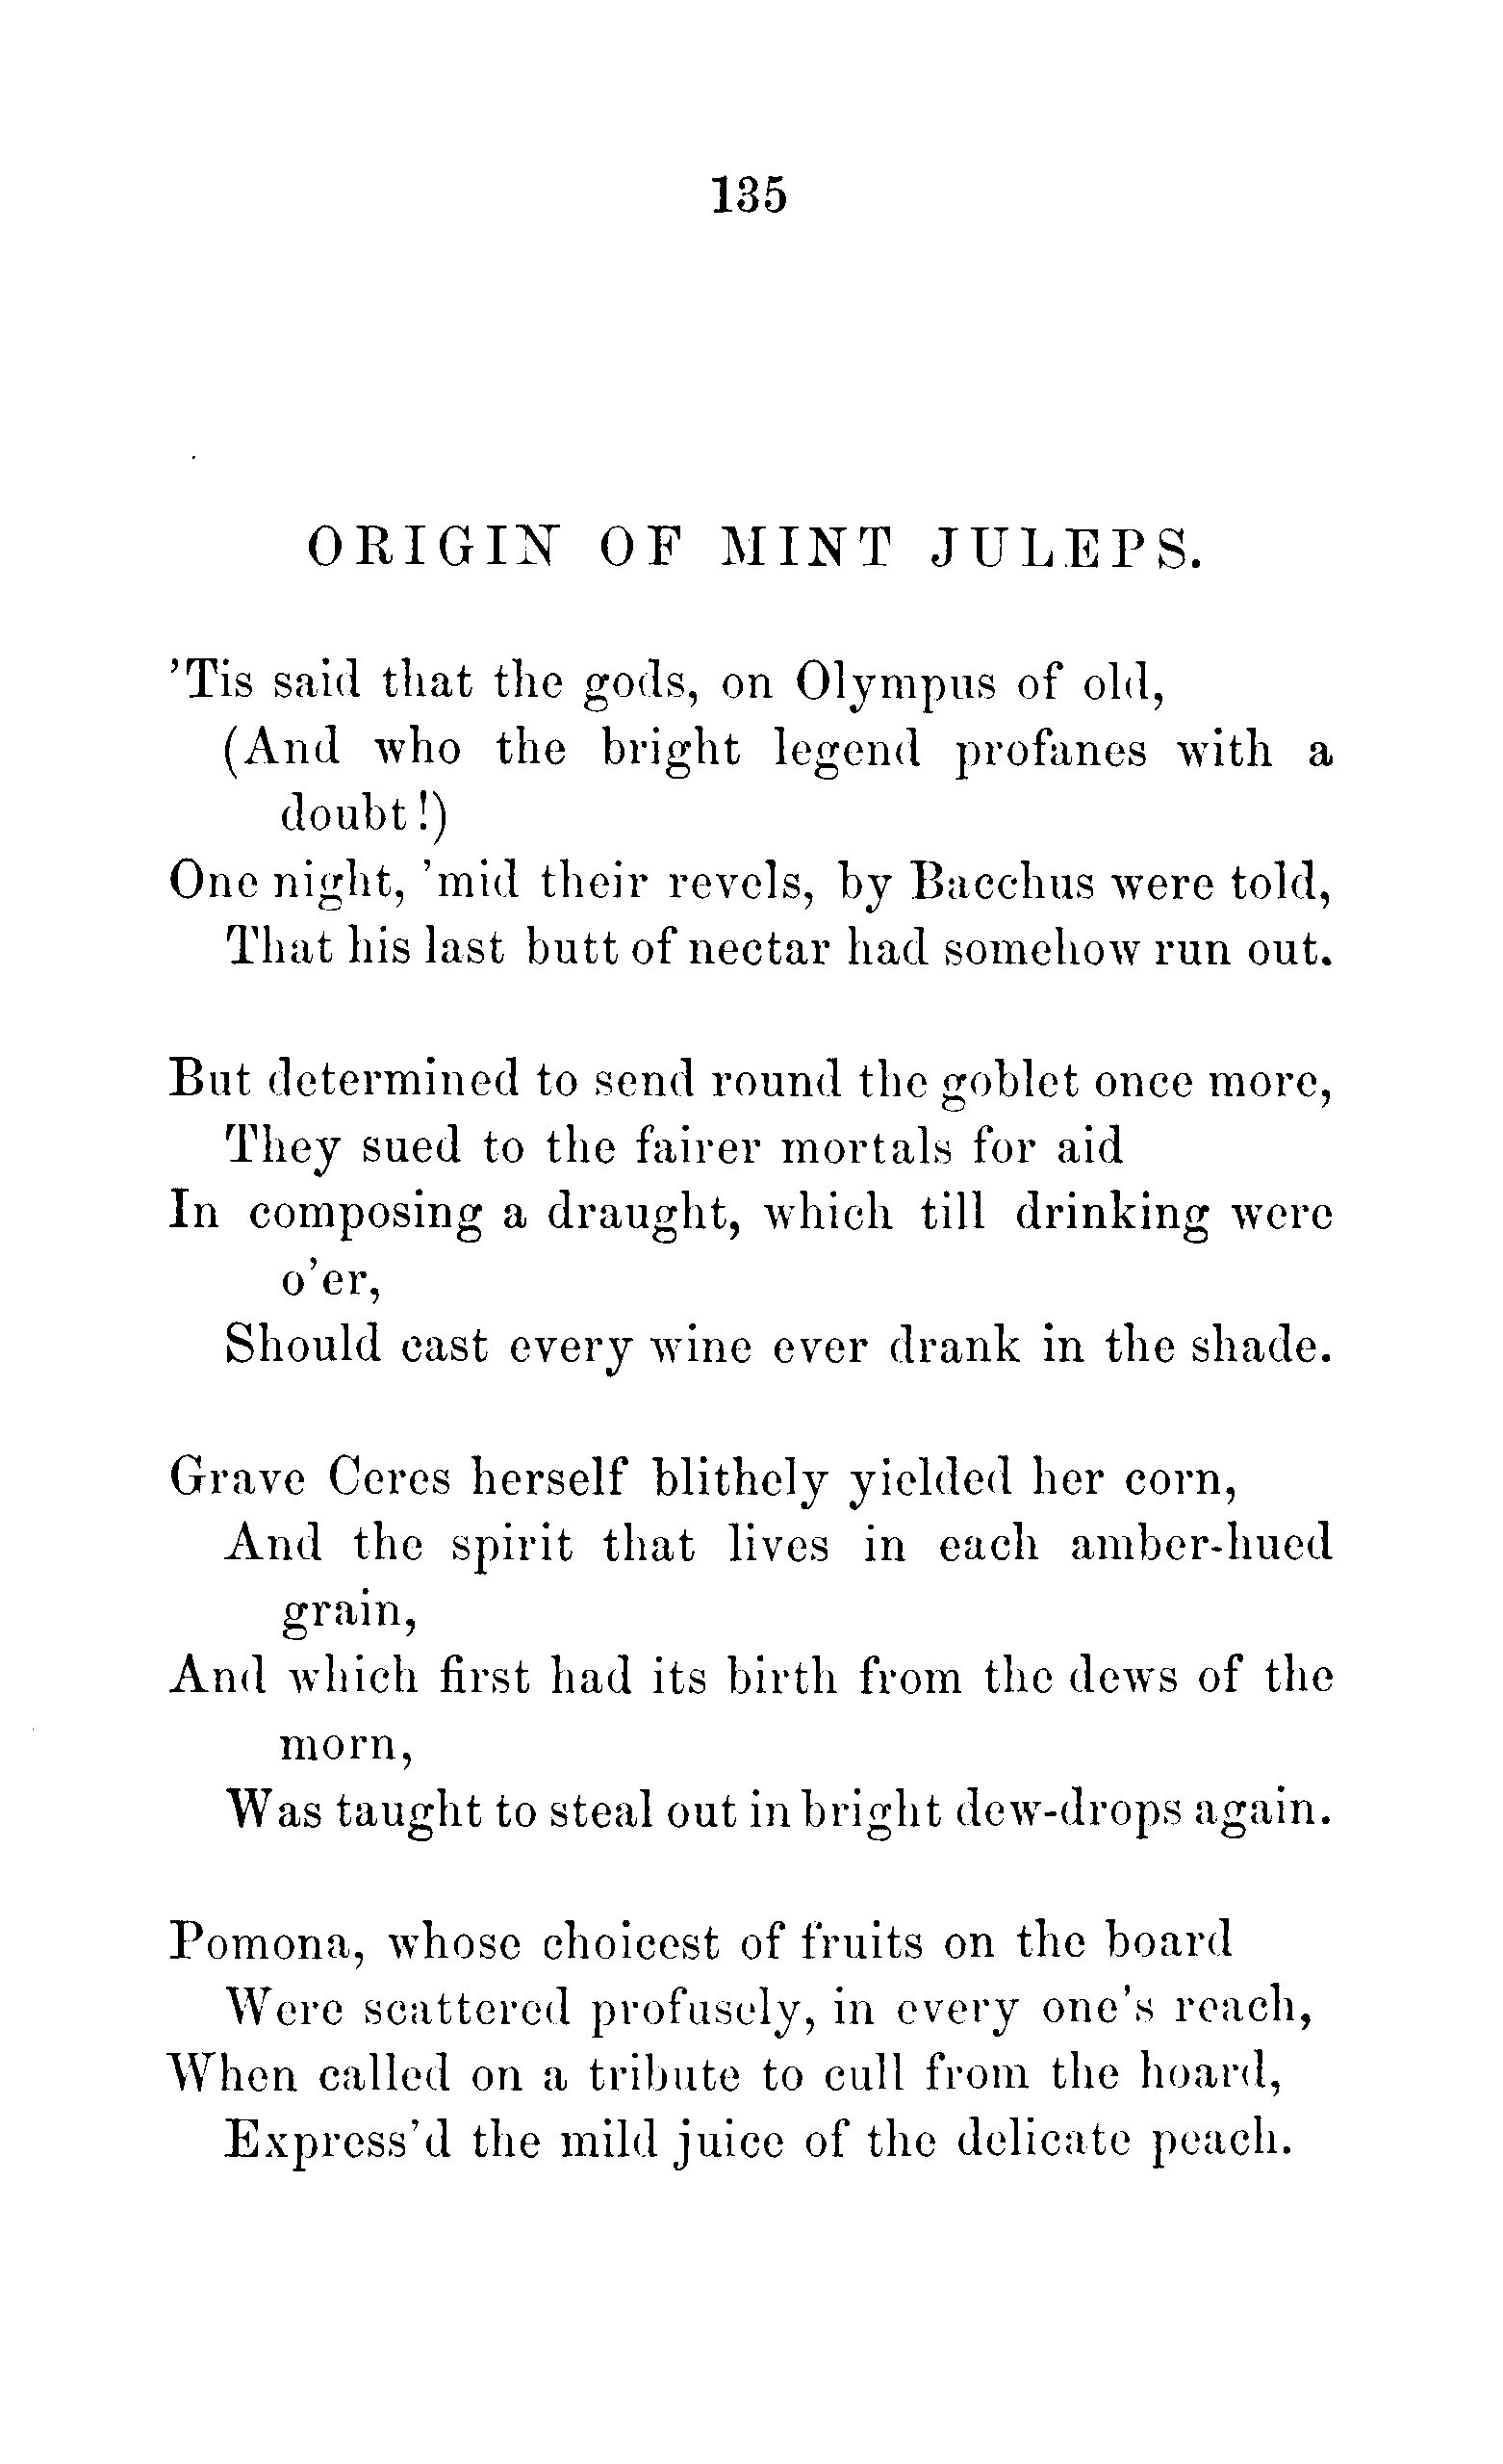 135
ORIGIN OF MINT JULEPS.
'Tis said that the gods, on Olympus of old,
(And who the bright legend profanes with a
doubt!)
One night, 'mid their revels, by Bacchus were told,
That his last butt of nectar had somehow run out.
But determined to send round the goblet once more,
They sued to the fairer mortals for aid
In composing a draught, which till drinking were
o'er,
Should cast every wine ever drank in the shade.
Grave Ceres herself blithely yielded her corn,
And the spirit that lives in each amber-hued
grain,
And which first had its birth from the dews of the
morn,
Was taught to steal out in bright dew-drops again.
Pomona, whose choicest of fruits on the board
Were scattered profusely, in every one's reach,
When called on a tribute to cull from the hoard,
Express'd the mild juice of the delicate peach.